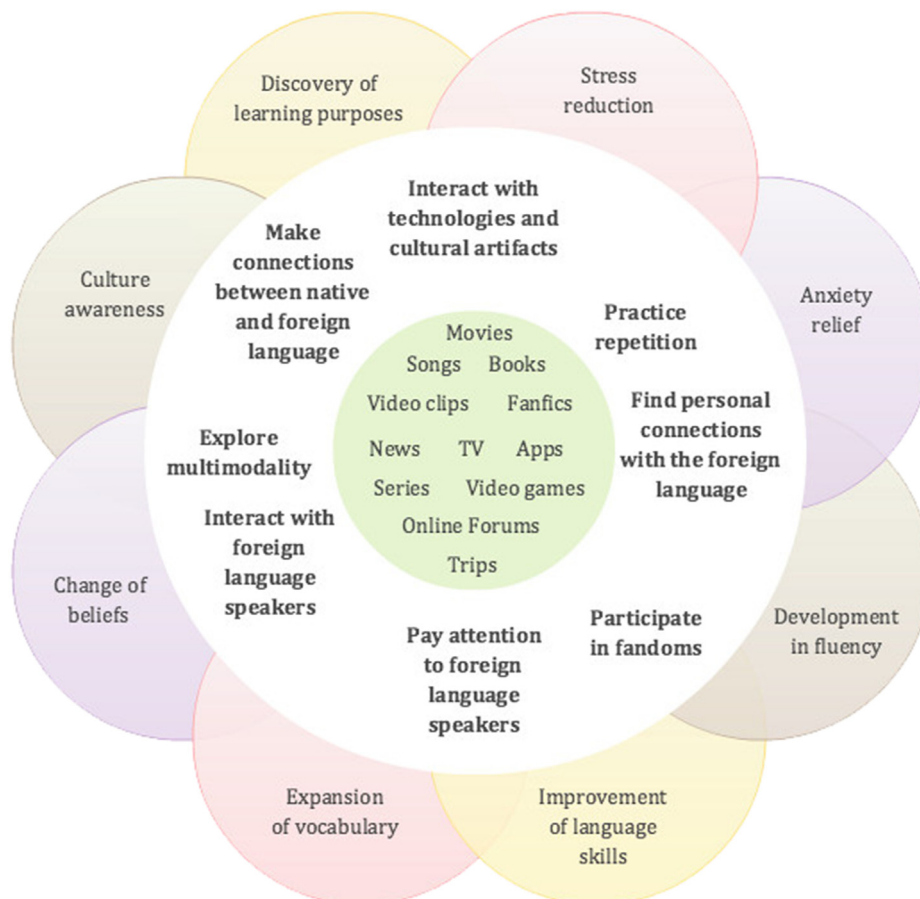 Discovery of
learning purposes
Stress
reduction
Anxiety
relief
Development
in fluency
Improvement
of language
skills
Expansion
of vocabulary
Change of
beliefs
Culture
awareness
Interact with
technologies and
cultural artifacts
Practice
repetition
Find personal
connections
with the foreign
language
Participate
in fandoms
Pay attention
to foreign
language
speakers
Interact with
foreign
language
speakers
Explore
multimodality
Make
connections
between native
and foreign
language
Movies
Songs Books
Video clips Fanfics
News TV Apps
Series Video games
Online Forums
Trips